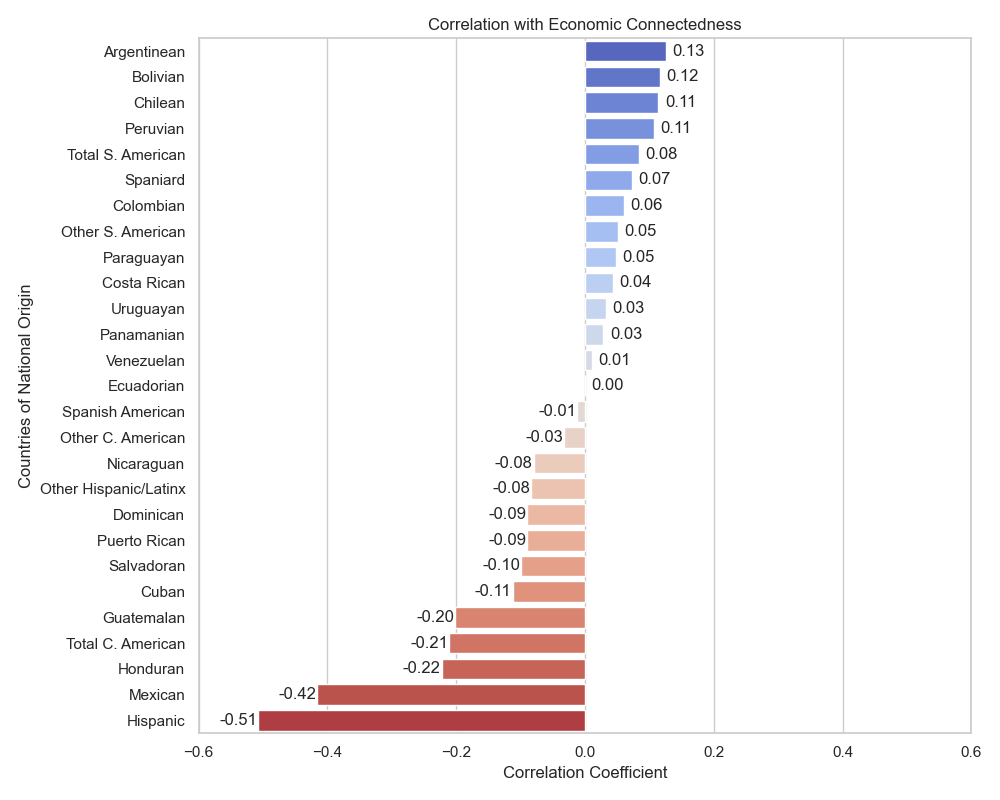 Correlation with Economic Connectedness
Countries of National Origin
Argentinean 0.13
Bolivian 0.12
Chilean 0.11
Peruvian 0.11
Total S. American 0.08
Spaniard 0.07
Colombian 0.06
Other S. American 0.05
Paraguayan 0.05
Costa Rican 0.04
Uruguayan 0.03
Panamanian 0.03
Venezuelan 0.01
Ecuadorian 0.00
Spanish American -0.01
Other C. American -0.03
Nicaraguan -0.08
Other Hispanic/Latinx -0.08
Dominican -0.09
Puerto Rican -0.09
Salvadoran -0.10
Cuban -0.11
Guatemalan -0.20
Total C. American -0.21
Honduran -0.22
Mexican -0.42
Hispanic -0.51
−0.6 −0.4 −0.2 0.0 0.2 0.4 0.6
Correlation Coefficient